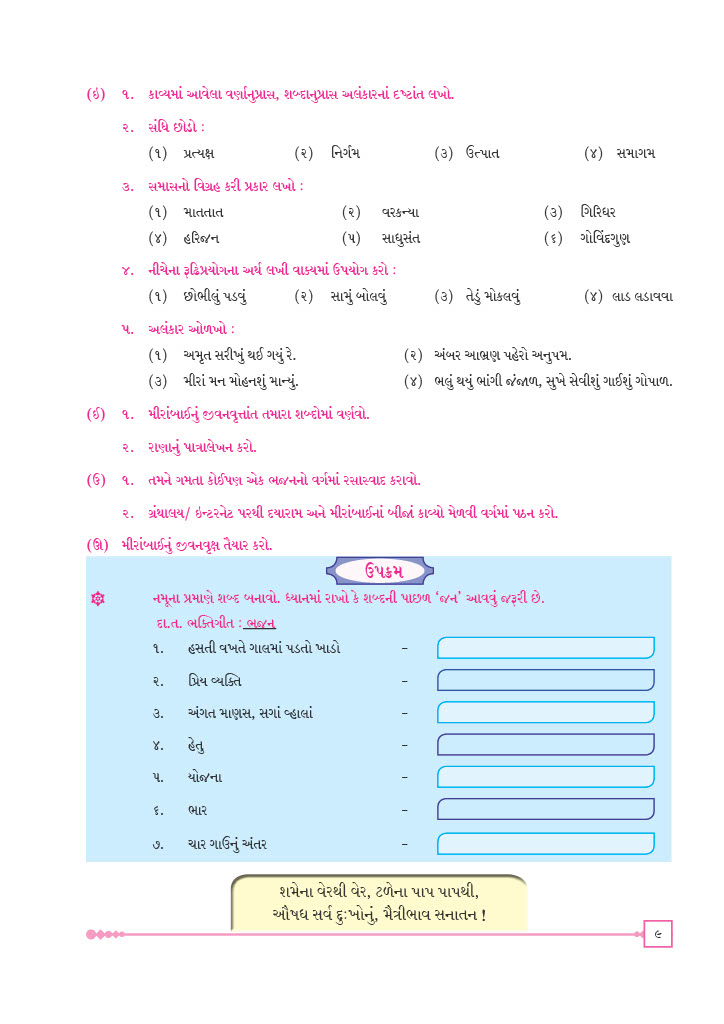 (ઇ) ૧. કાવ્યમાં આવેલા વર્ણાનુપ્રાસ, શબ્દાનુપ્રાસ અલંકારનાં દૃષ્ટાંત લખો.
૨. સંધિ છોડો :
(૧) પ્રત્યક્ષ (૨) નિર્ગમ (૩) ઉત્પાત (૪) સમાગમ
૩. સમાસનો વિગ્રહ કરી પ્રકાર લખો :
(૧) માતતાત (૨) વરકન્યા (૩) ગિરિધર
(૪) હરિજન (૫) સાધુસંત (૬) ગોવિંદગુણ
૪. નીચેના રૂઢિપ્રયોગના અર્થ લખી વાક્યમાં ઉપયોગ કરો :
(૧) છોભીલું પડવું (૨) સામું બોલવું (૩) તેડું મોકલવું (૪) લાડ લડાવવા
૫. અલંકાર ઓળખો :
(૧) અમૃત સરીખું થઈ ગયું રે. (૨) અંબર આભ્રણ પહેરો અનુપમ.
(૩) મીરાં મન મોહનશું માન્યું. (૪) ભલું થયું ભાંગી જંજાળ, સુખે સેવીશું ગાઈશું ગોપાળ.
(ઈ) ૧. મીરાંબાઈનું જીવનવૃત્તાંત તમારા શબ્દોમાં વર્ણવો.
૨. રાણાનું પાત્રાલેખન કરો.
(ઉ) ૧. તમને ગમતા કોઈપણ એક ભજનનો વર્ગમાં રસાસ્વાદ કરાવો.
૨. ગ્રંથાલય/ ઇન્ટરનેટ પરથી દયારામ અને મીરાંબાઈનાં બીજાં કાવ્યો મેળવી વર્ગમાં પઠન કરો.
(ઊ) મીરાંબાઈનું જીવનવૃક્ષ તૈયાર કરો.
ઉપક્રમ
નમૂના પ્રમાણે શબ્દ બનાવો. ધ્યાનમાં રાખો કે શબ્દની પાછળ ‘જન’ આવવું જરૂરી છે.
દા.ત. ભક્તિગીત : ભજન
૧. હસતી વખતે ગાલમાં પડતો ખાડો –
૨. પ્રિય વ્યક્તિ –
૩. અંગત માણસ, સગાં વ્હાલાં –
૪. હેતુ –
૫. યોજના –
૬. ભાર –
૭. ચાર ગાઉનું અંતર –
શમેના વેરથી વેર, ટળેના પાપ પાપથી,
ઔષધ સર્વ દુઃખોનું, મૈત્રીભાવ સનાતન !
૯